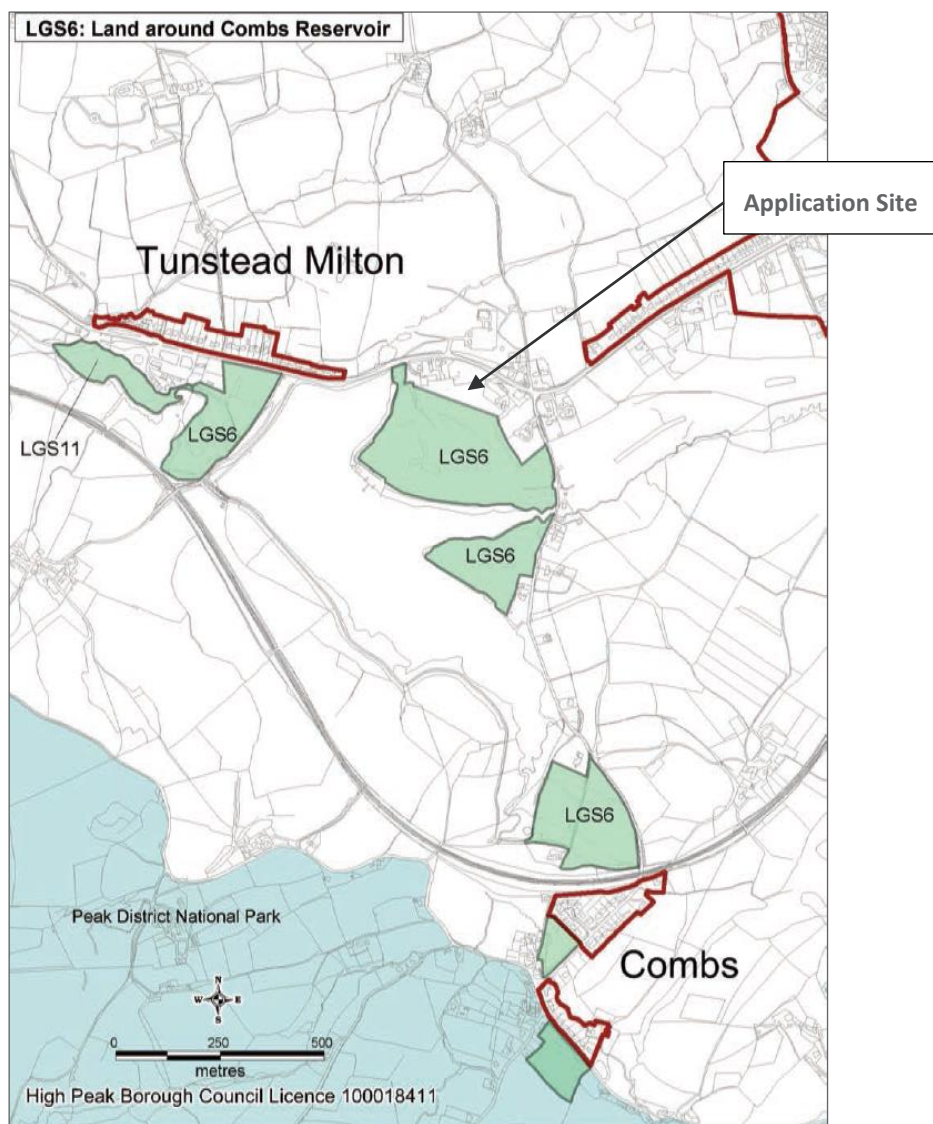 LGS6: Land around Combs Reservoir
Application Site
Tunstead Milton
LGS11
LGS6
LGS6
LGS6
LGS6
Peak District National Park
Combs
N
W E
S
0 250 500
metres
High Peak Borough Council Licence 100018411